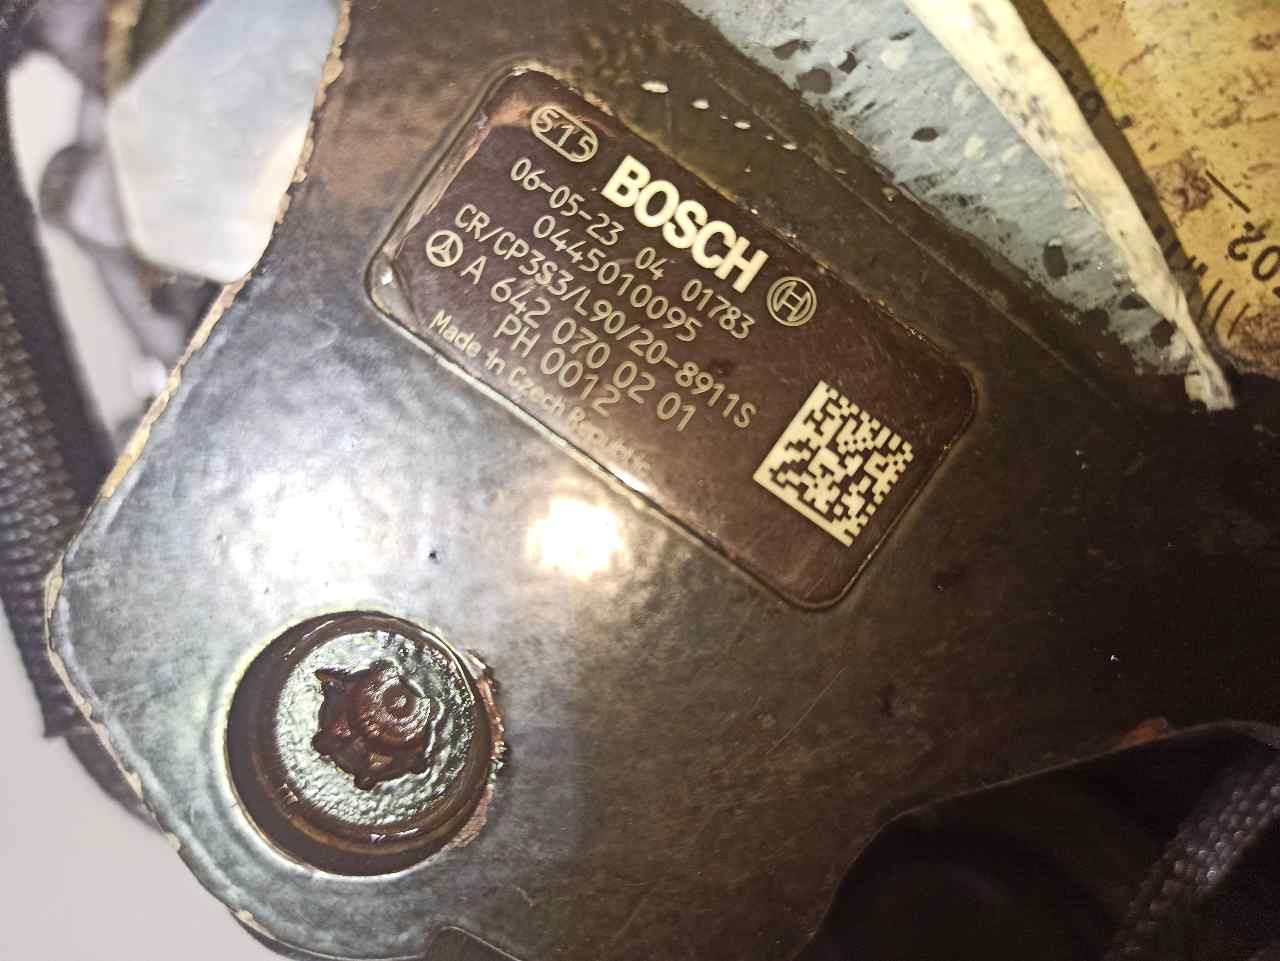 515
BOSCH
06-05-23 04 01783
0445010095
CR/CP3S3/L90/20-8911S
A 642 070 02 01
PH 0012
Made in Czech Republic
02